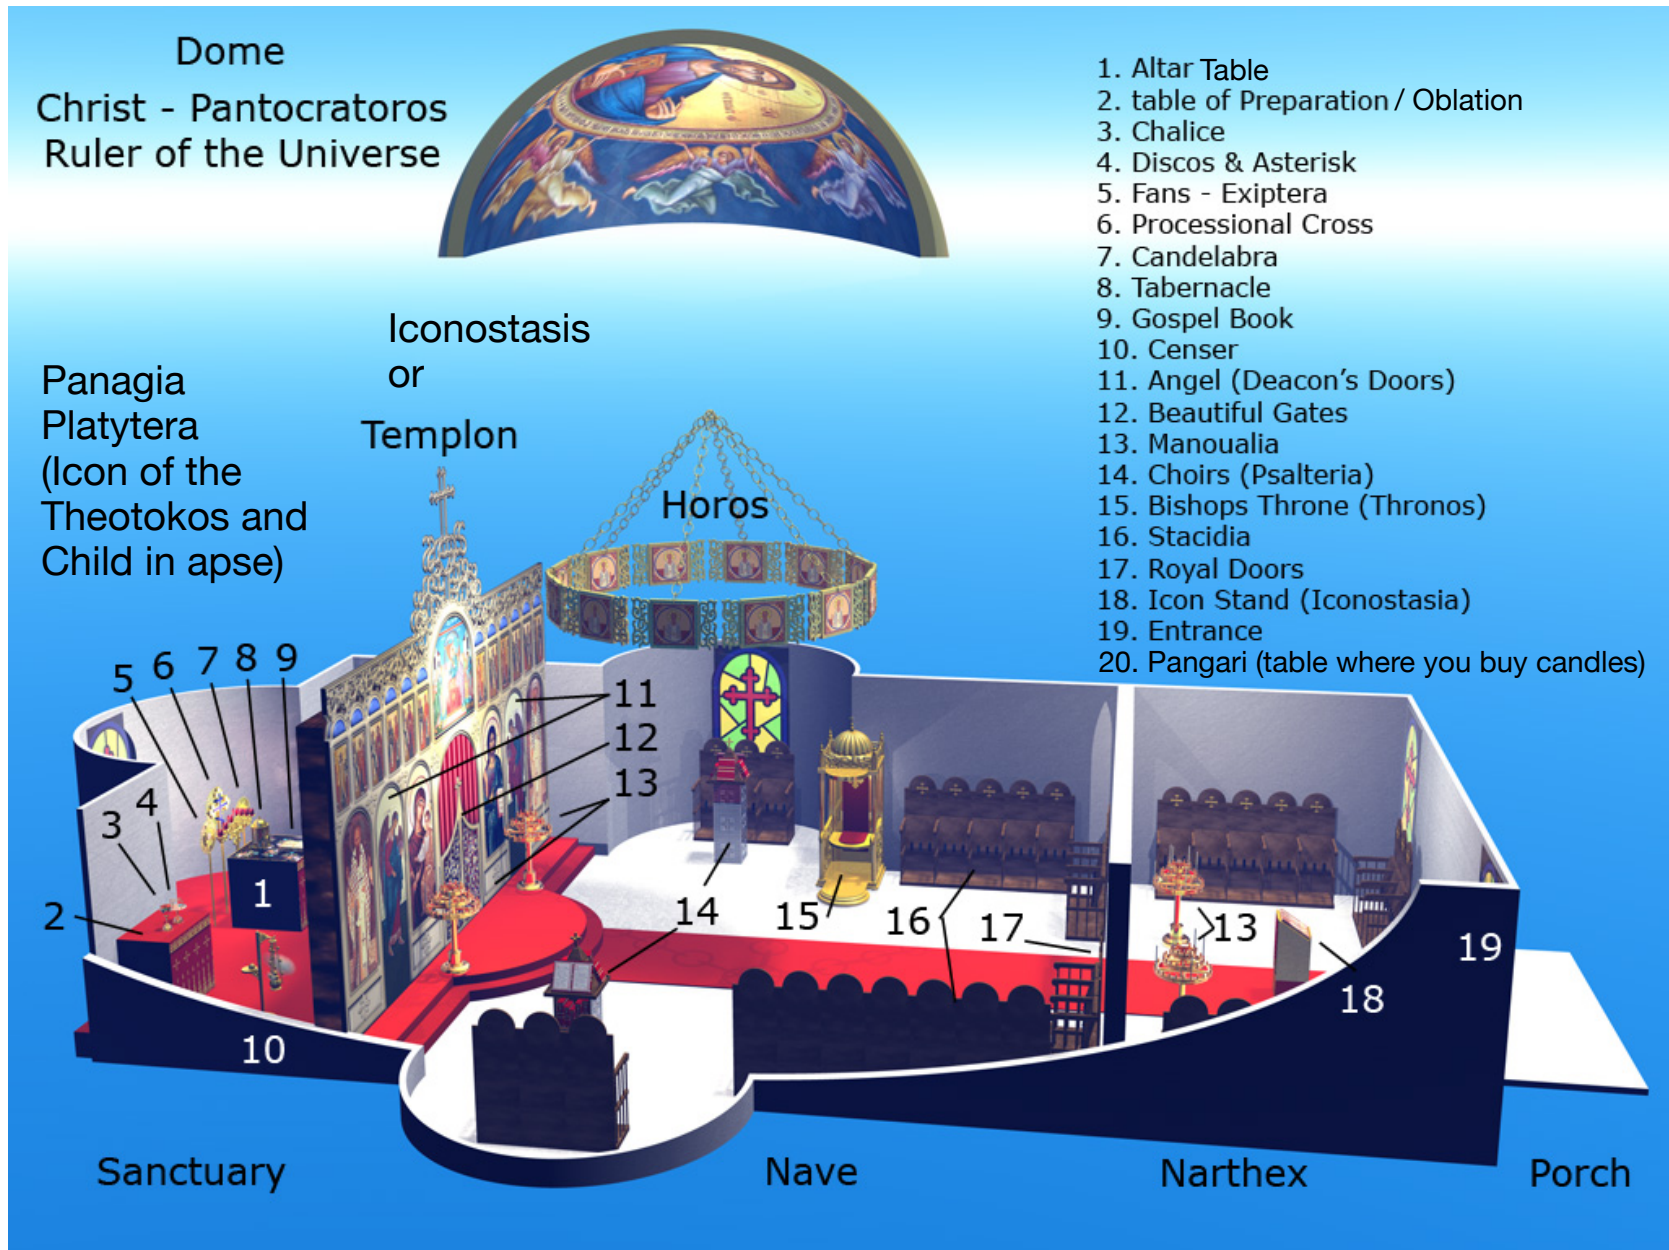 Dome
Christ - Pantocratoros
Ruler of the Universe
1. Altar Table
2. table of Preparation / Oblation
3. Chalice
4. Discos & Asterisk
5. Fans - Exiptera
6. Processional Cross
7. Candelabra
8. Tabernacle
9. Gospel Book
10. Censer
11. Angel (Deacon's Doors)
12. Beautiful Gates
13. Manoualia
14. Choirs (Psalteria)
15. Bishops Throne (Thronos)
16. Stacidia
17. Royal Doors
18. Icon Stand (Iconostasia)
19. Entrance
20. Pangari (table where you buy candles)
Iconostasis
or
Templon
Panagia
Platytera
(Icon of the
Theotokos and
Child in apse)
Horos
5 6 7 8 9
11
12
13
3 4
1
2
14
15
16
17
13
18
19
10
Sanctuary
Nave
Narthex
Porch